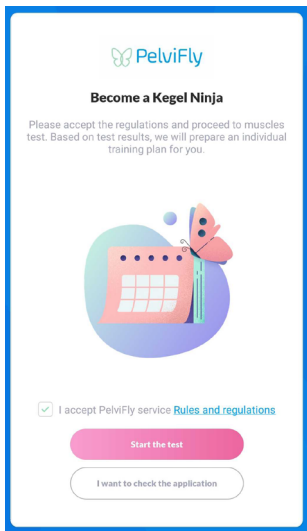 PelviFly
Become a Kegel Ninja
Please accept the regulations and proceed to muscles
test. Based on test results, we will prepare an individual
training plan for you.
I accept PelviFly service Rules and regulations
Start the test
I want to check the application